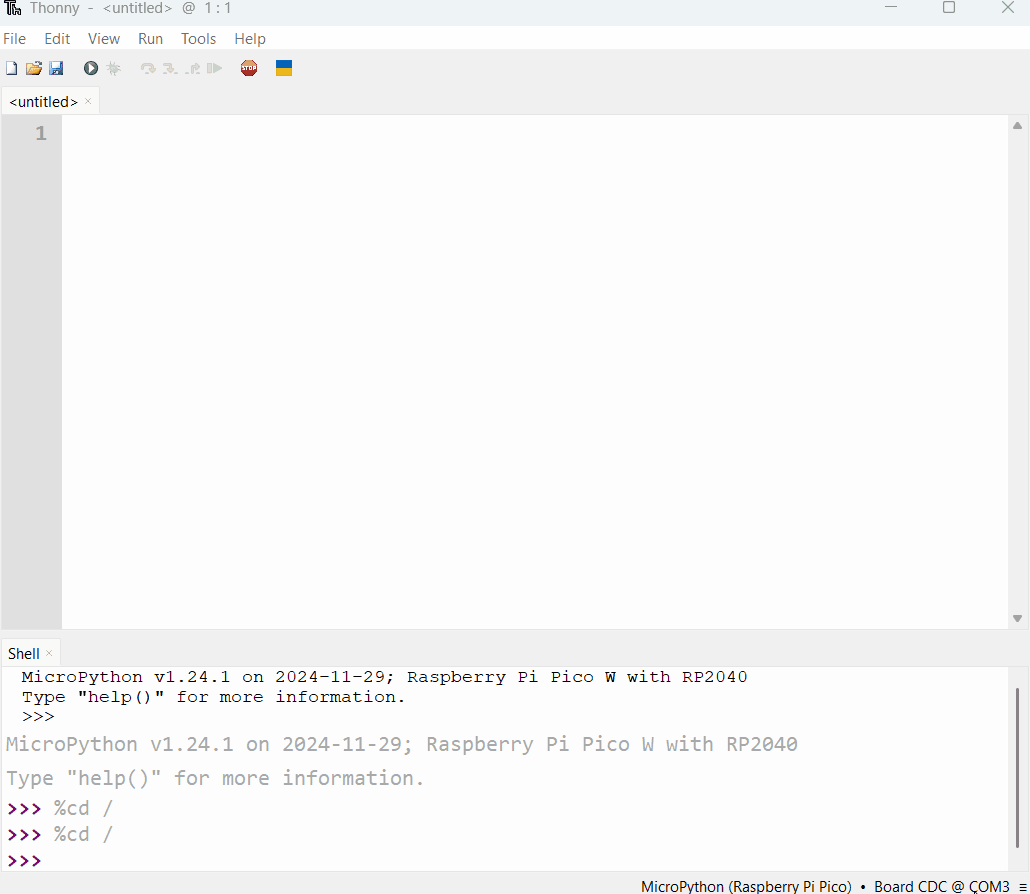 Thonny - <untitled> @ 1 : 1
File Edit View Run Tools Help
STOP
<untitled> ×
1
Shell ×
MicroPython v1.24.1 on 2024-11-29; Raspberry Pi Pico W with RP2040
Type "help()" for more information.
>>>
MicroPython v1.24.1 on 2024-11-29; Raspberry Pi Pico W with RP2040
Type "help()" for more information.
>>> %cd /
>>> %cd /
>>>
MicroPython (Raspberry Pi Pico) • Board CDC @ COM3 ≡